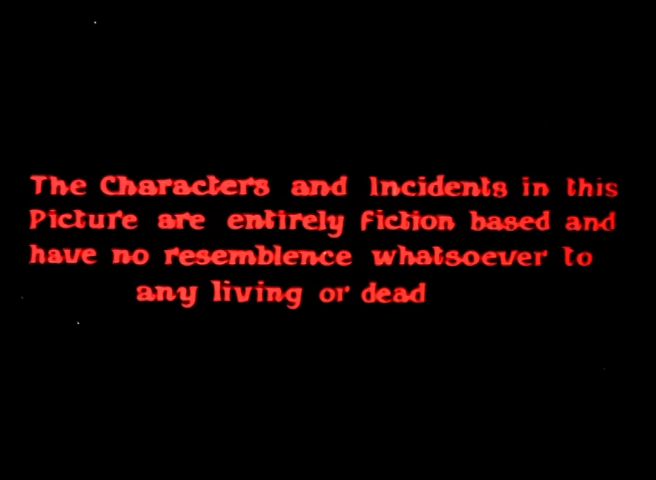 The Characters and Incidents in this
Picture are entirely fiction based and
have no resemblence whatsoever to
any living or dead